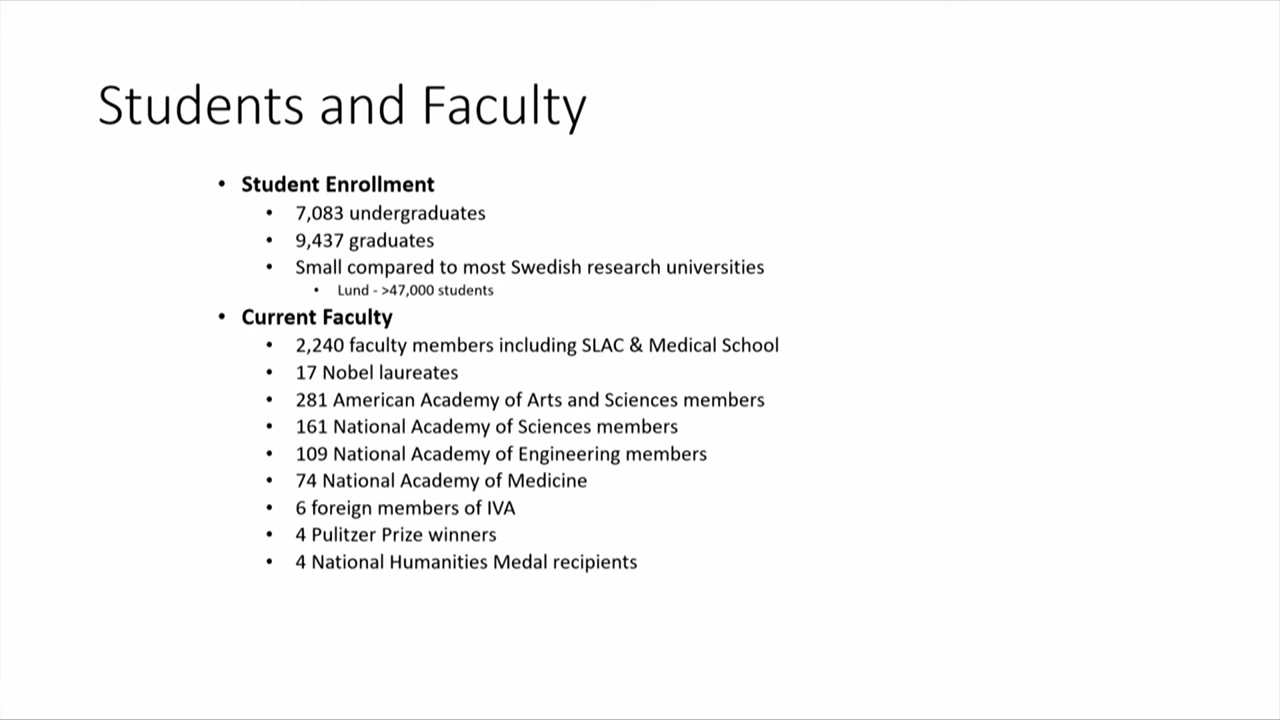 Students and Faculty
• Student Enrollment
• 7,083 undergraduates
• 9,437 graduates
• Small compared to most Swedish research universities
• Lund - >47,000 students
• Current Faculty
• 2,240 faculty members including SLAC & Medical School
• 17 Nobel laureates
• 281 American Academy of Arts and Sciences members
• 161 National Academy of Sciences members
• 109 National Academy of Engineering members
• 74 National Academy of Medicine
• 6 foreign members of IVA
• 4 Pulitzer Prize winners
• 4 National Humanities Medal recipients